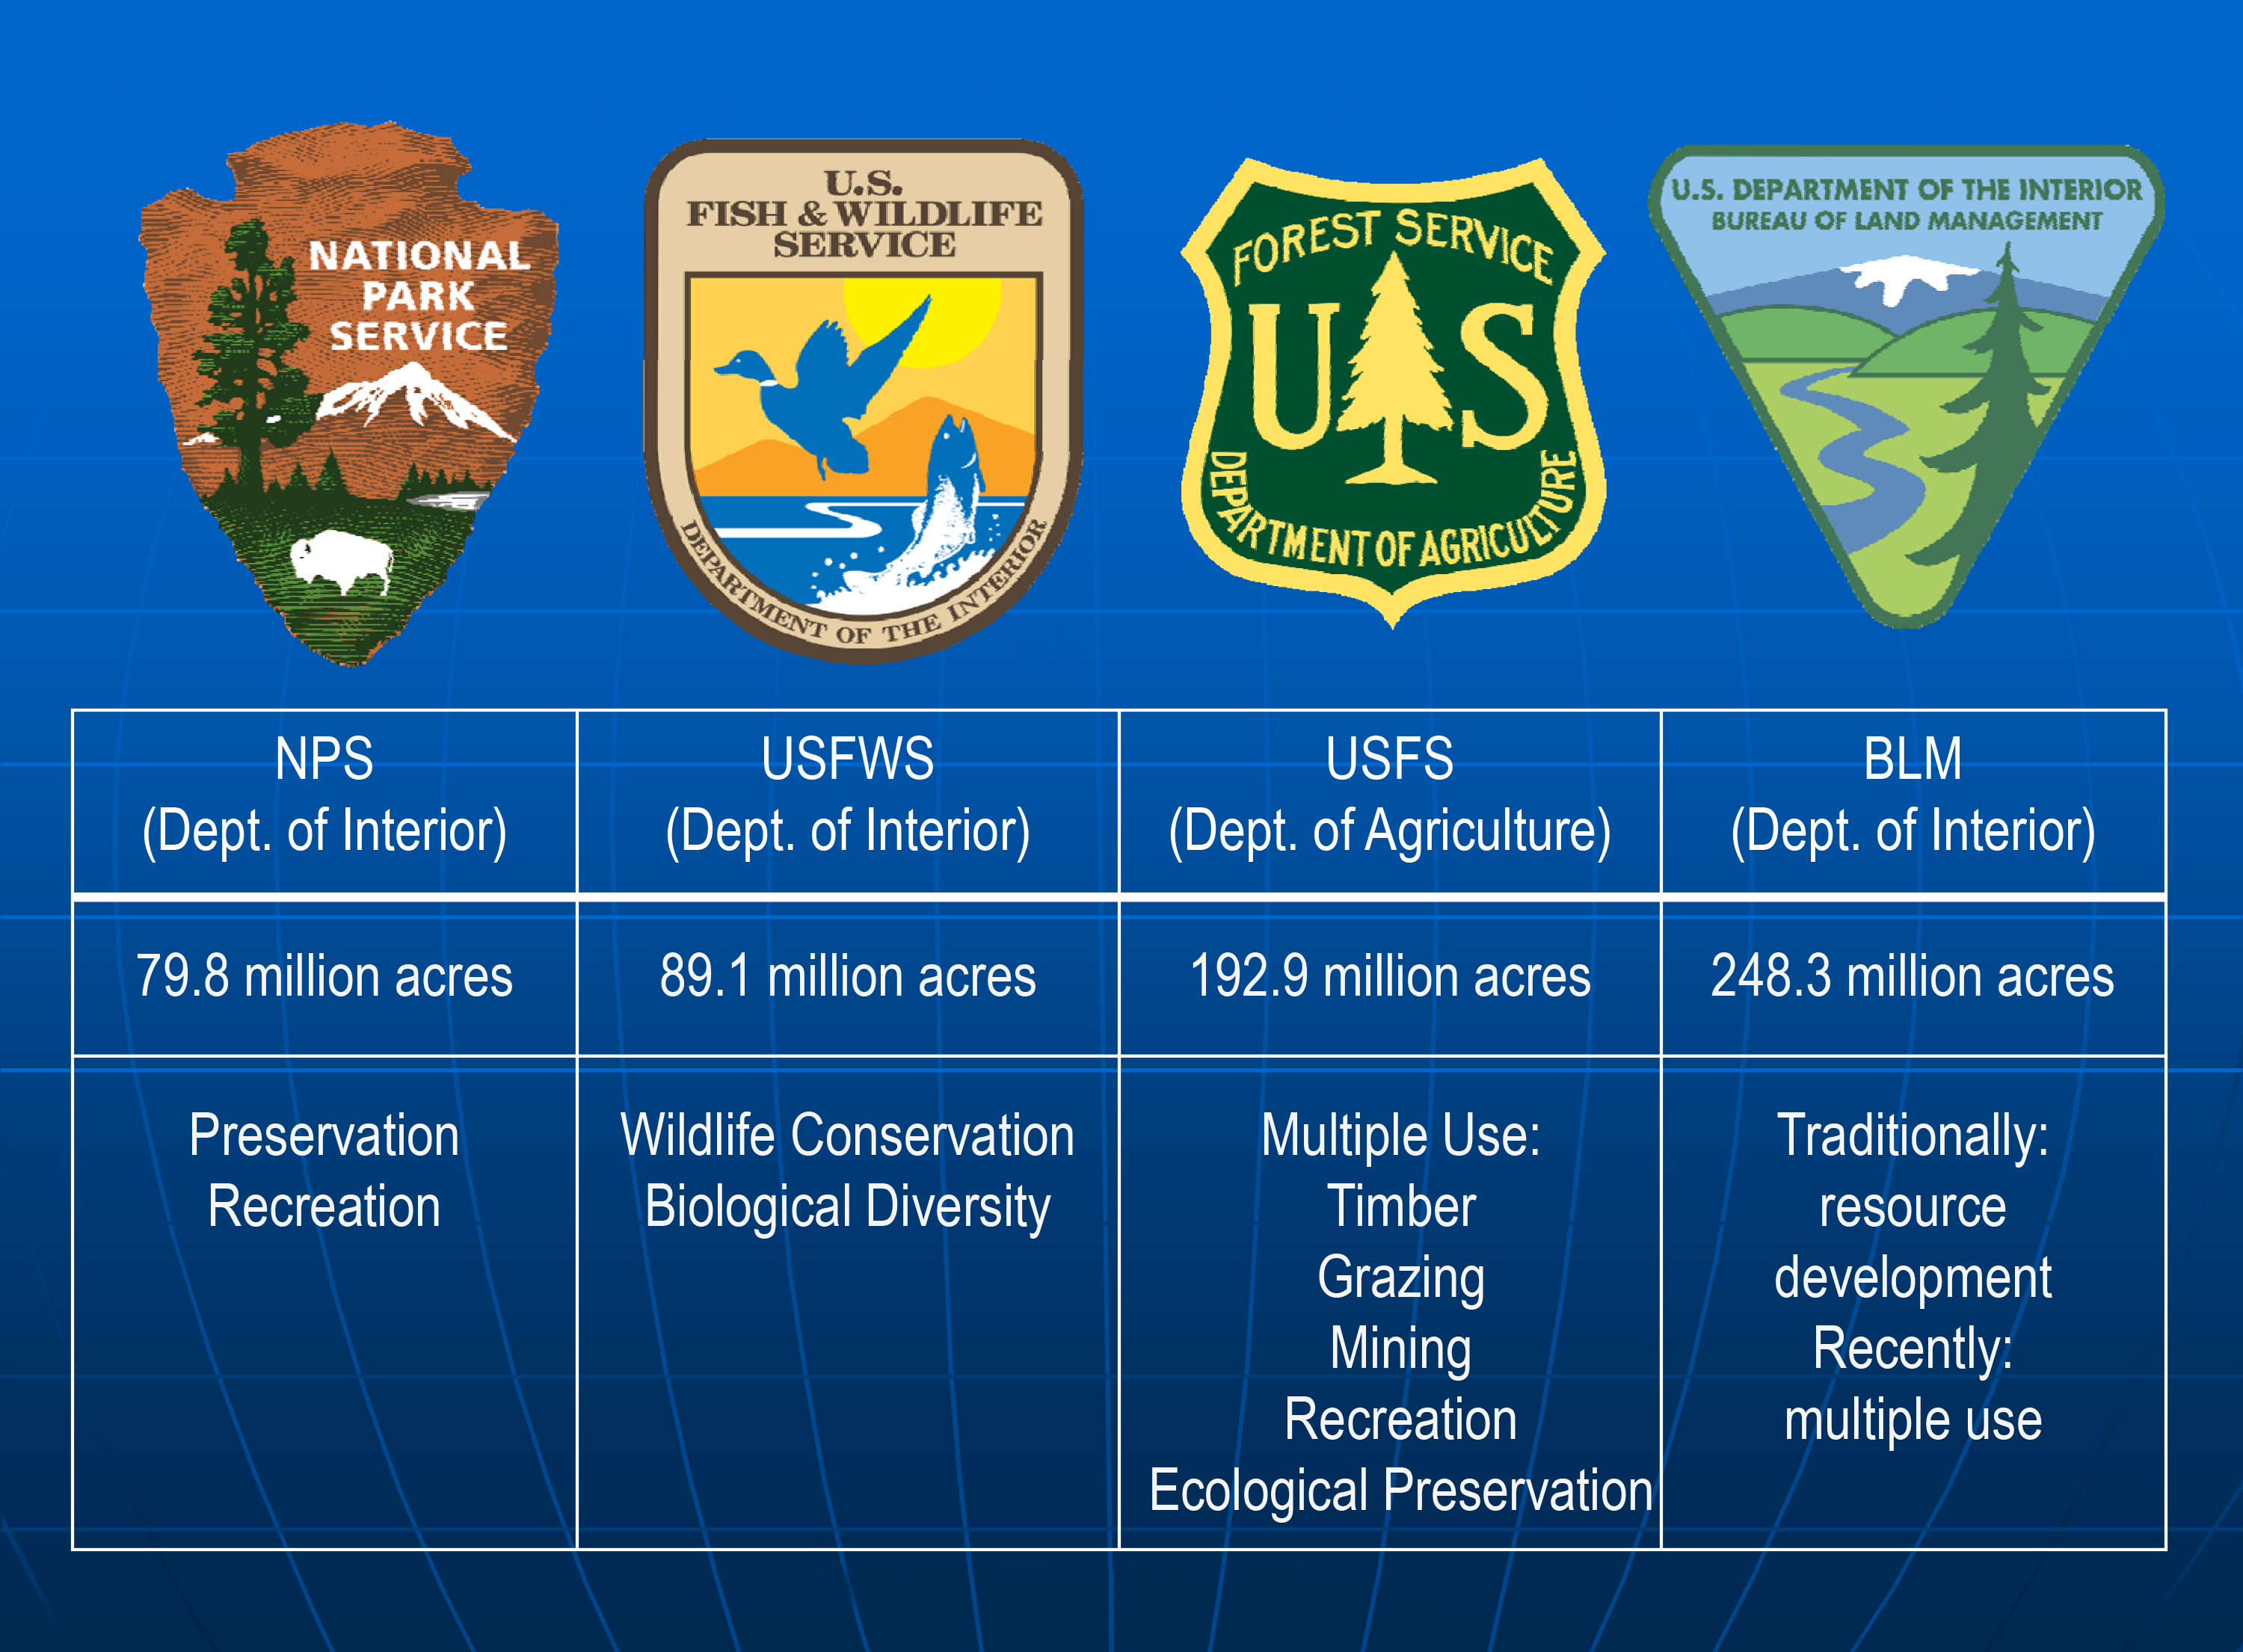 NATIONAL
PARK
SERVICE
U.S.
FISH & WILDLIFE
SERVICE
DEPARTMENT OF THE INTERIOR
FOREST SERVICE
U S
DEPARTMENT OF AGRICULTURE
U.S. DEPARTMENT OF THE INTERIOR
BUREAU OF LAND MANAGEMENT
NPS
(Dept. of Interior)
USFWS
(Dept. of Interior)
USFS
(Dept. of Agriculture)
BLM
(Dept. of Interior)
79.8 million acres
89.1 million acres
192.9 million acres
248.3 million acres
Preservation
Recreation
Wildlife Conservation
Biological Diversity
Multiple Use:
Timber
Grazing
Mining
Recreation
Ecological Preservation
Traditionally:
resource
development
Recently:
multiple use